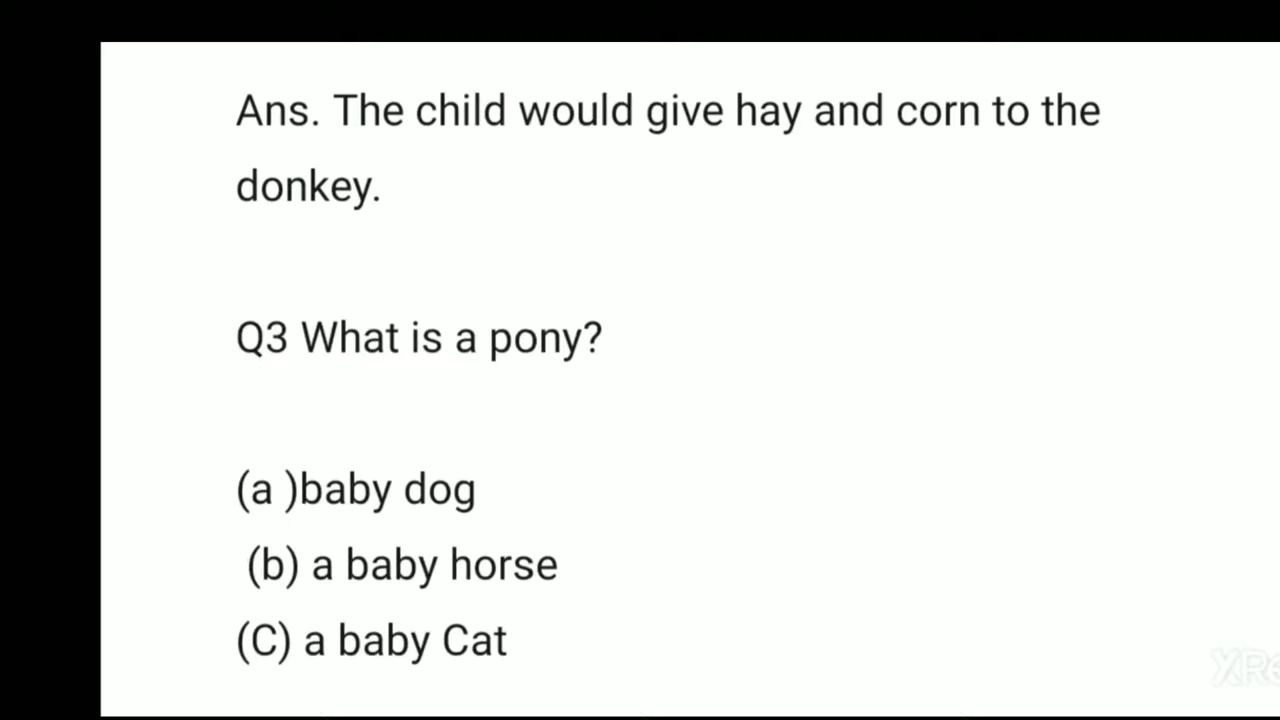 Ans. The child would give hay and corn to the
donkey.
Q3 What is a pony?
(a )baby dog
(b) a baby horse
(C) a baby Cat